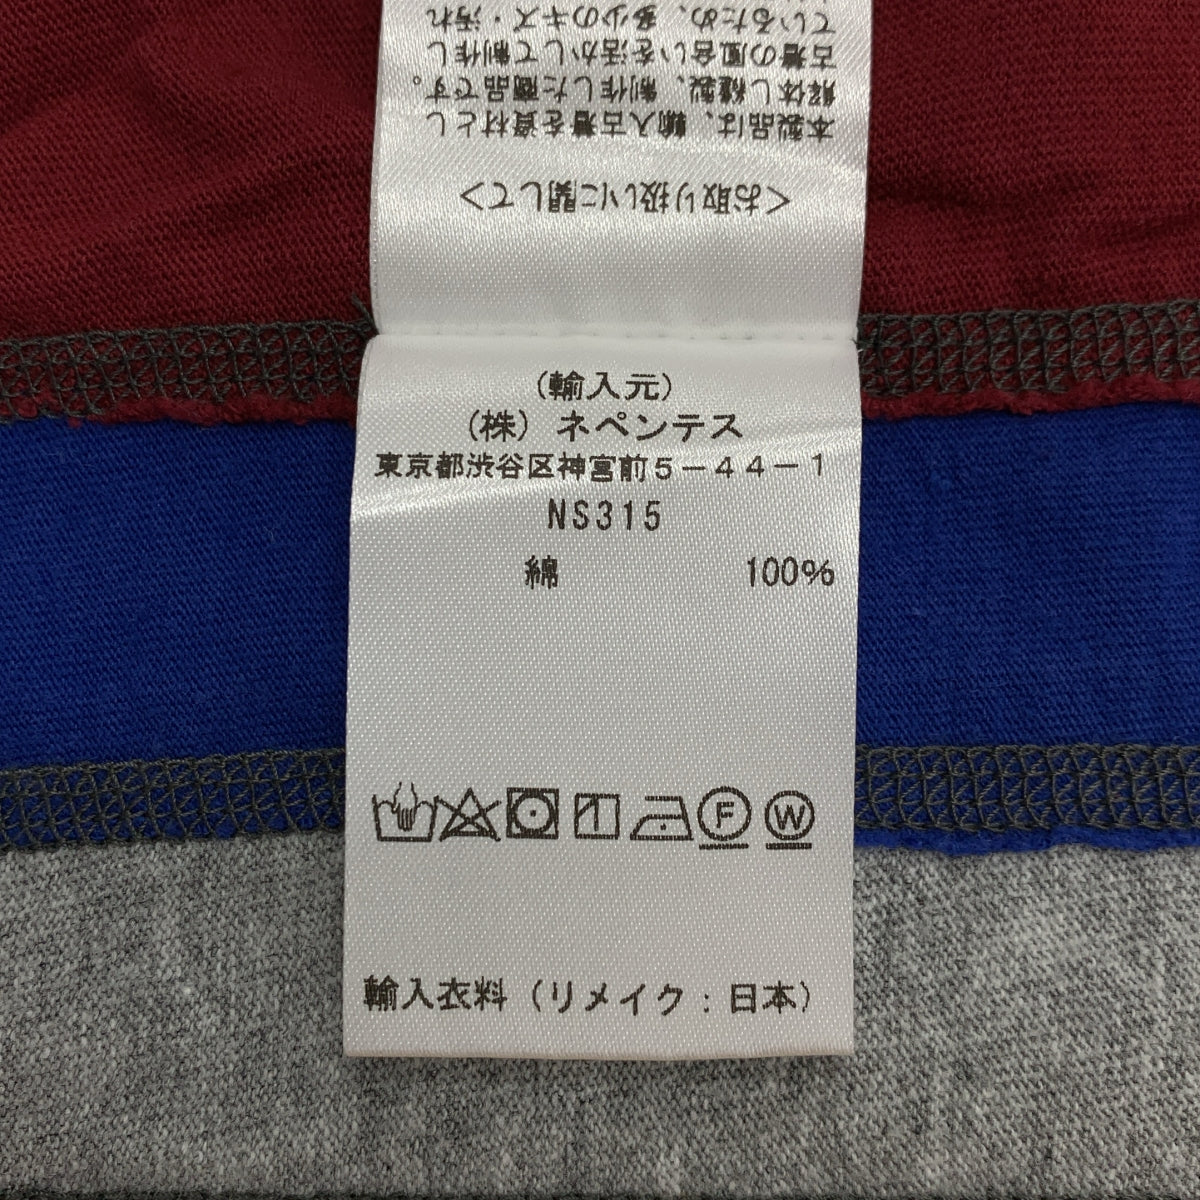 <お取り扱いに関して>
本製品は、輸入古着を資材とし
解体し縫製、制作した商品です。
古着の風合いを活かして制作し
ているため、多少のキズ・汚れ
(輸入元)
(株) ネペンテス
東京都渋谷区神宮前5-44-1
NS315
綿 100%
F W
輸入衣料 (リメイク:日本)